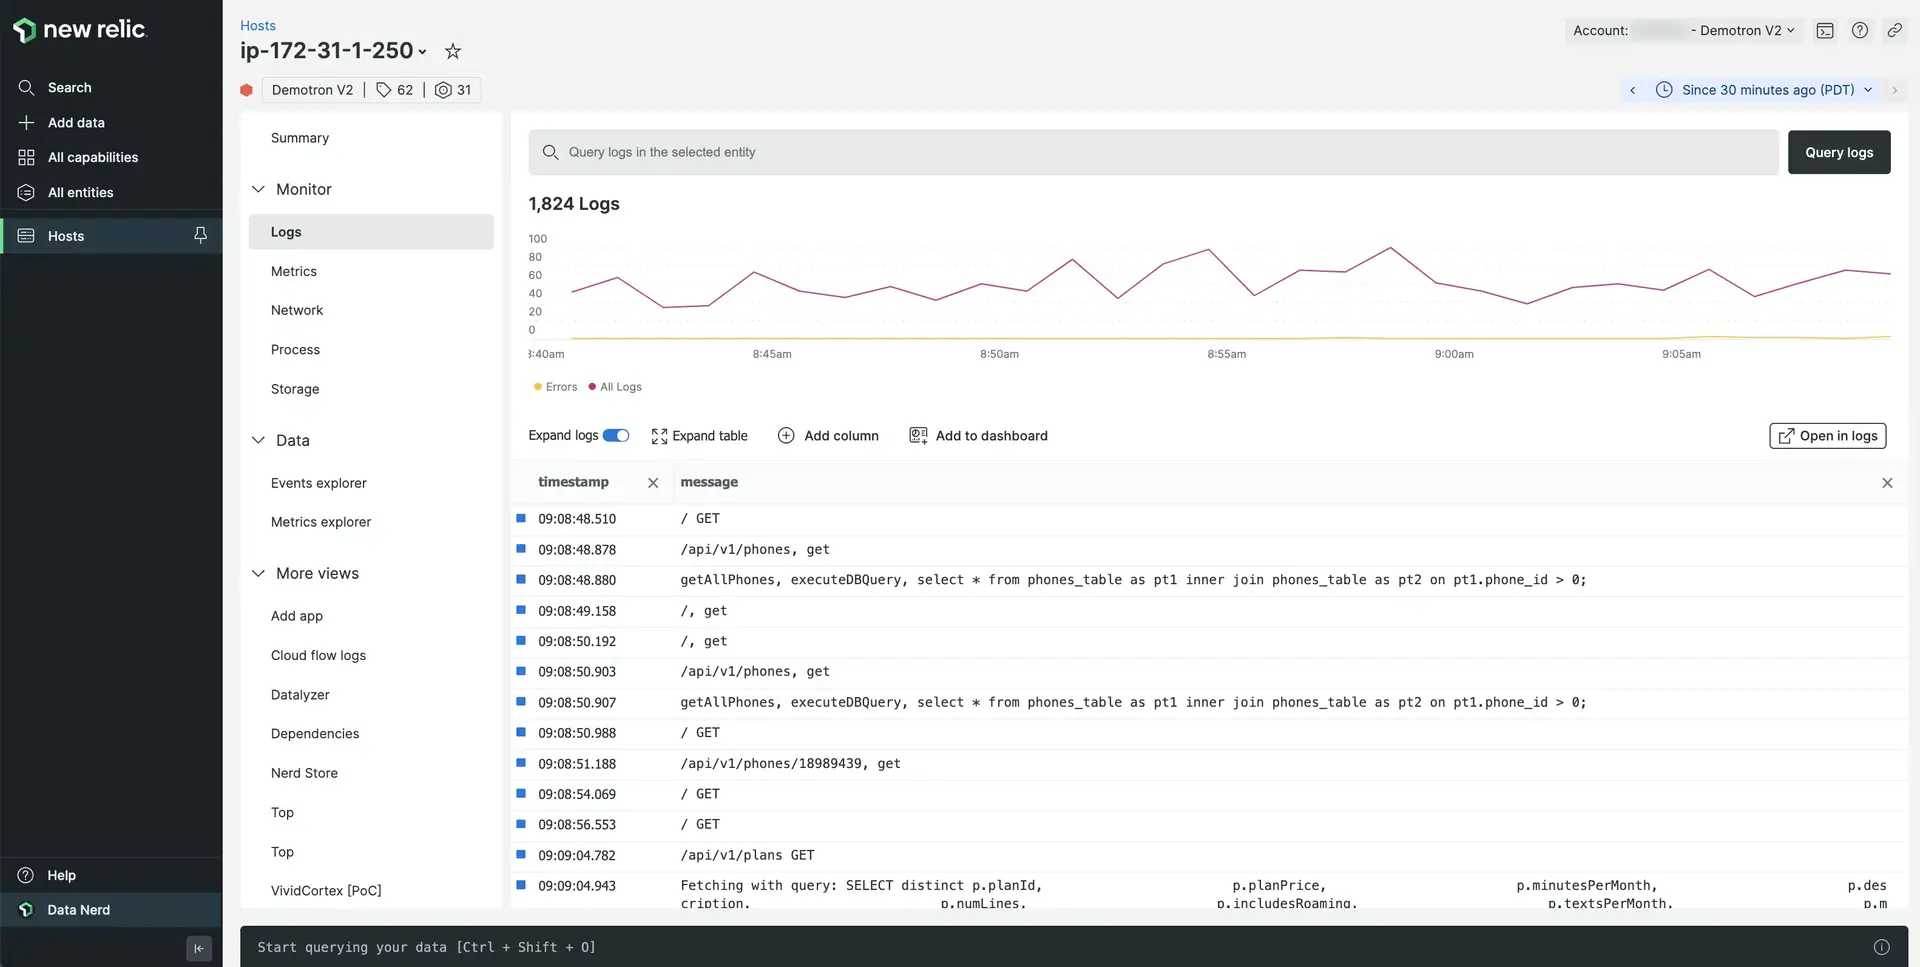 new relic
Search
Add data
All capabilities
All entities
Hosts
Help
Data Nerd
Hosts
ip-172-31-1-250
Account: - Demotron V2
Demotron V2 | 62 | 31
Since 30 minutes ago (PDT)
Summary
Monitor
Logs
Metrics
Network
Process
Storage
Data
Events explorer
Metrics explorer
More views
Add app
Cloud flow logs
Datalyzer
Dependencies
Nerd Store
Top
Top
VividCortex [PoC]
Query logs in the selected entity
Query logs
1,824 Logs
100
80
60
40
20
0
8:40am 8:45am 8:50am 8:55am 9:00am 9:05am
Errors All Logs
Expand logs Expand table Add column Add to dashboard Open in logs
timestamp message
09:08:48.510 / GET
09:08:48.878 /api/v1/phones, get
09:08:48.880 getAllPhones, executeDBQuery, select * from phones_table as pt1 inner join phones_table as pt2 on pt1.phone_id > 0;
09:08:49.158 /, get
09:08:50.192 /, get
09:08:50.903 /api/v1/phones, get
09:08:50.907 getAllPhones, executeDBQuery, select * from phones_table as pt1 inner join phones_table as pt2 on pt1.phone_id > 0;
09:08:50.988 / GET
09:08:51.188 /api/v1/phones/18989439, get
09:08:54.069 / GET
09:08:56.553 / GET
09:09:04.782 /api/v1/plans GET
09:09:04.943 Fetching with query: SELECT distinct p.planId, p.planPrice, p.minutesPerMonth, p.des
cription, p.numLines, p.includesRoaming, p.textsPerMonth, p.m
Start querying your data [Ctrl + Shift + O]